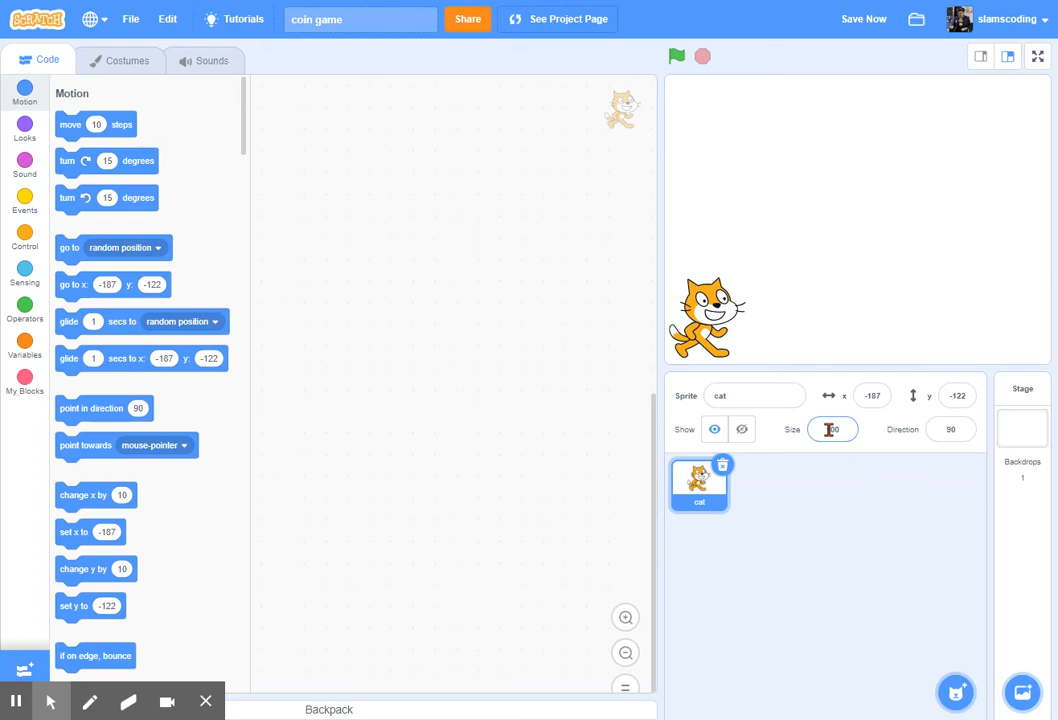 SCRATCH
File
Edit
Tutorials
coin game
Share
See Project Page
Save Now
slamscoding
Code
Costumes
Sounds
Motion
Looks
Sound
Events
Control
Sensing
Operators
Variables
My Blocks
Motion
move 10 steps
turn 15 degrees
turn 15 degrees
go to random position
go to x: -187 y: -122
glide 1 secs to random position
glide 1 secs to x: -187 y: -122
point in direction 90
point towards mouse-pointer
change x by 10
set x to -187
change y by 10
set y to -122
if on edge, bounce
Backpack
Sprite cat x -187 y -122
Show Size Direction 90
cat
Stage
Backdrops
1